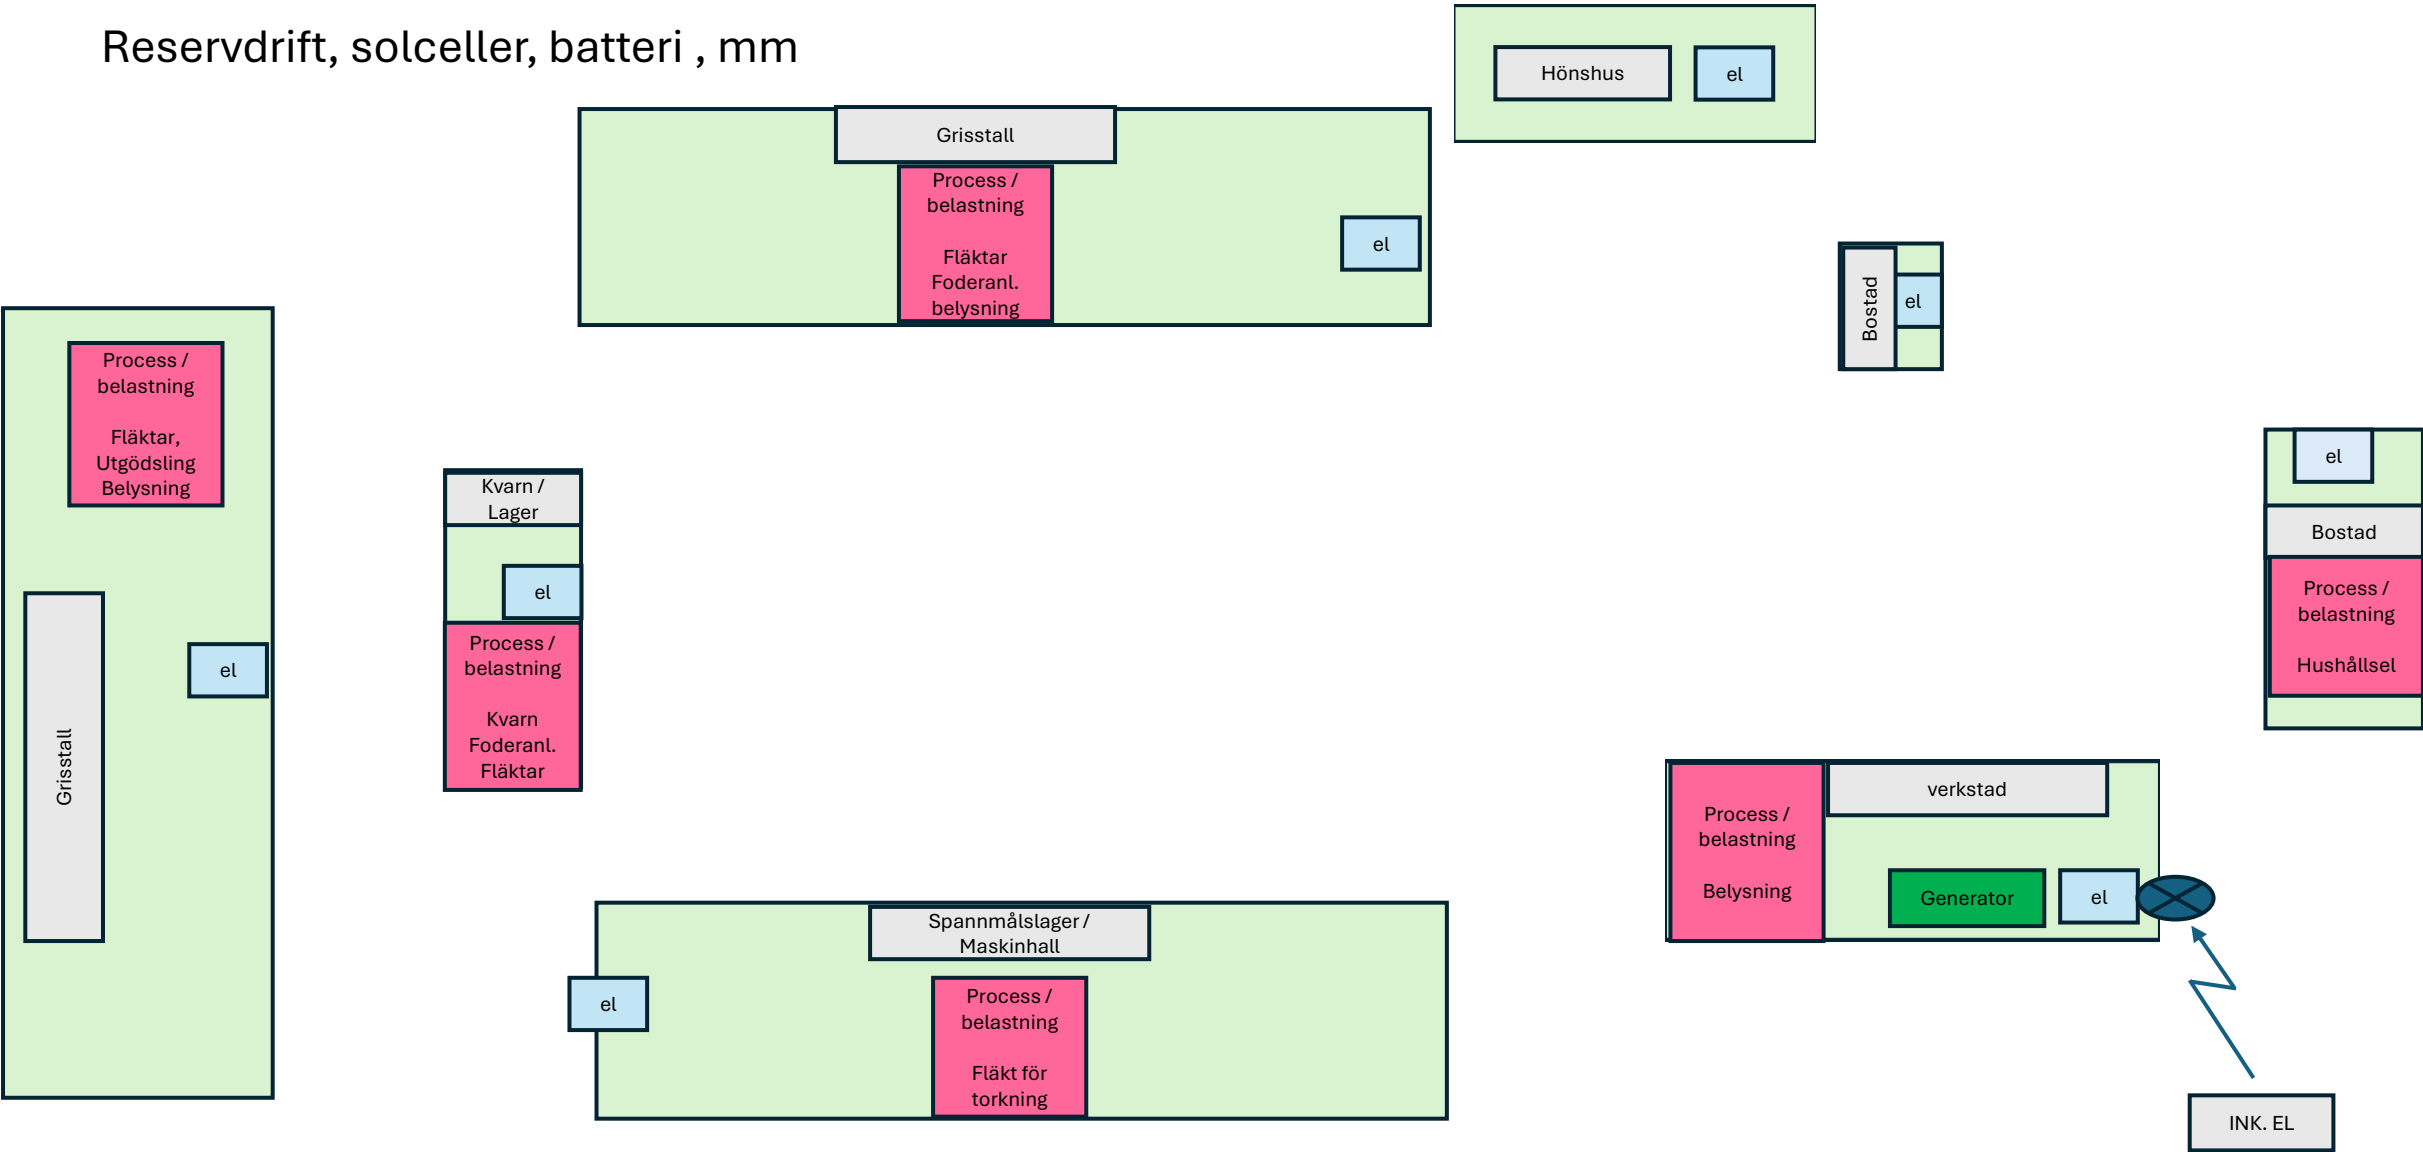 Reservdrift, solceller, batteri , mm
Hönshus
el
Grisstall
Process /
belastning
Fläktar
Foderanl.
belysning
el
Bostad
el
Process /
belastning
Fläktar,
Utgödsling
Belysning
Grisstall
el
Kvarn /
Lager
el
Process /
belastning
Kvarn
Foderanl.
Fläktar
el
Bostad
Process /
belastning
Hushållsel
verkstad
Process /
belastning
Belysning
Generator
el
Spannmålslager /
Maskinhall
el
Process /
belastning
Fläkt för
torkning
INK. EL